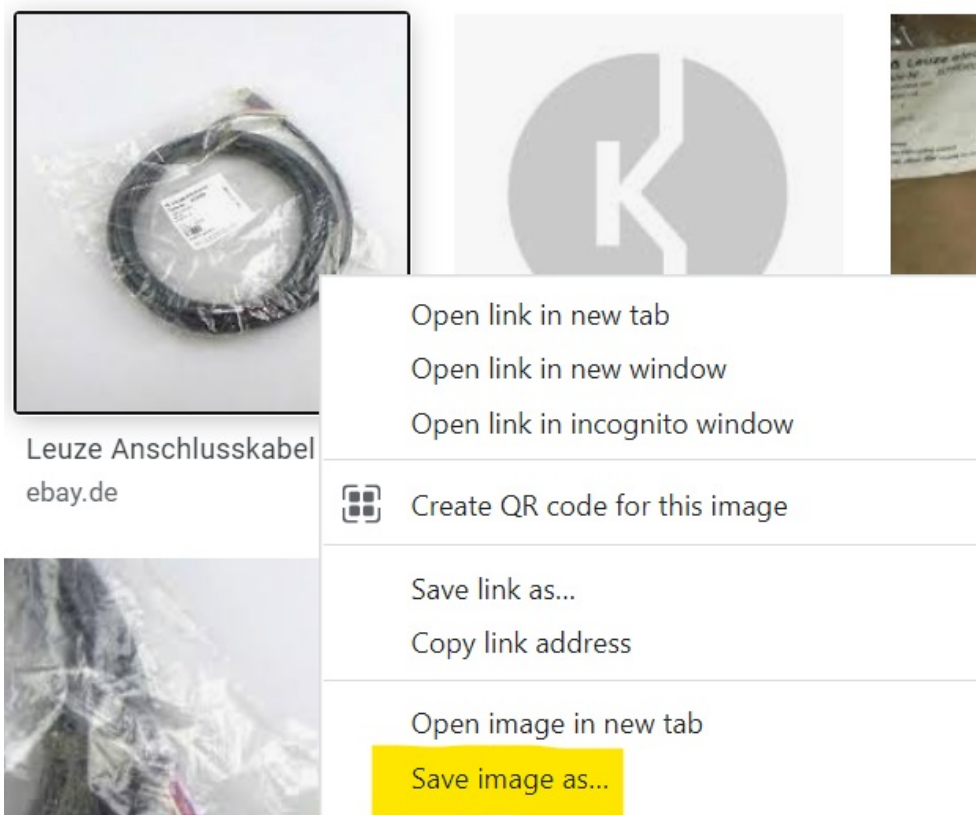 Leuze ele
Leuze Anschlusskabel
ebay.de
Open link in new tab
Open link in new window
Open link in incognito window
Create QR code for this image
Save link as...
Copy link address
Open image in new tab
Save image as...